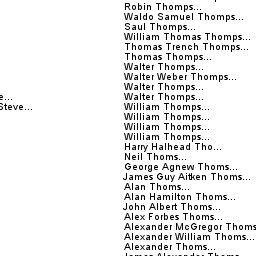 Robin Thomps...
Waldo Samuel Thomps...
Saul Thomps...
William Thomas Thomps...
Thomas Trench Thomps...
Thomas Thomps...
Walter Thomps...
Walter Weber Thomps...
Walter Thomps...
e...
Walter Thomps...
Steve...
William Thomps...
William Thomps...
William Thomps...
William Thomps...
Harry Halhead Tho...
Neil Thoms...
George Agnew Thoms...
James Guy Aitken Thoms...
Alan Thoms...
Alan Hamilton Thoms...
John Albert Thoms...
Alex Forbes Thoms...
Alexander McGregor Thoms
Alexander William Thoms...
Alexander Thoms...
James Alexander Thoms